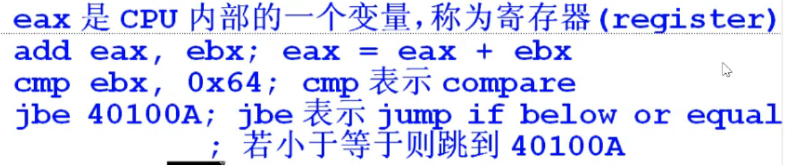 eax 是 CPU 内部的一个变量,称为寄存器(register)
add eax, ebx; eax = eax + ebx
cmp ebx, 0x64; cmp 表示 compare
jbe 40100A; jbe 表示 jump if below or equal
; 若小于等于则跳到 40100A